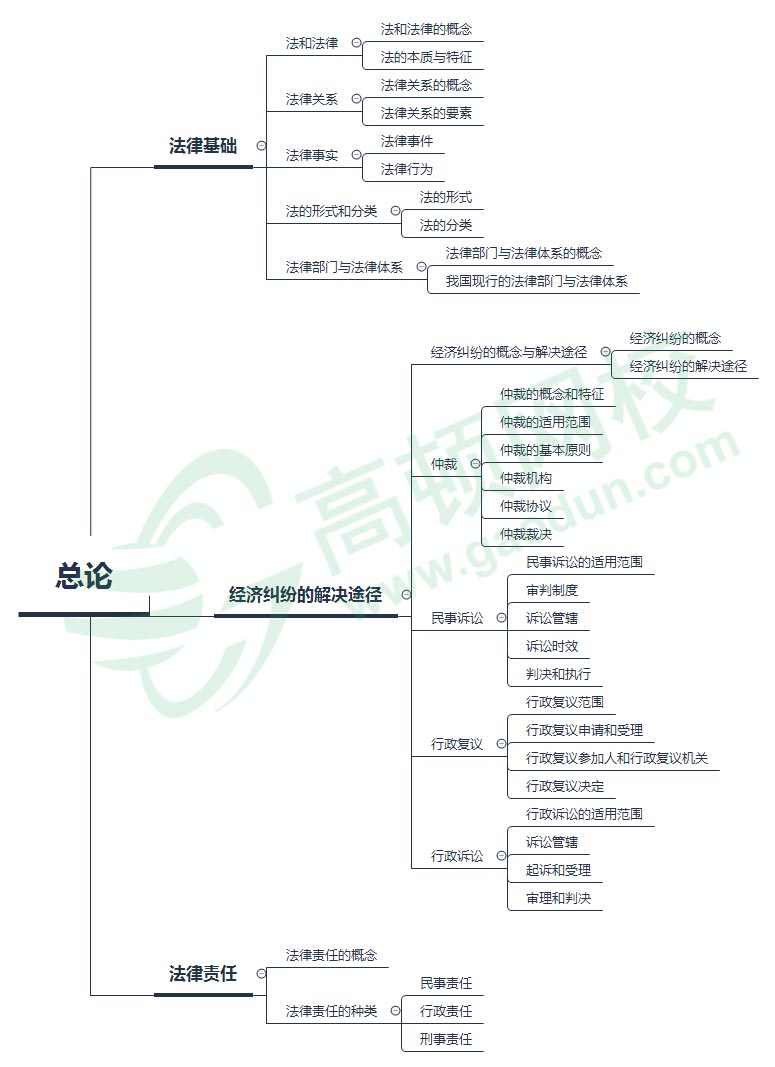 总论
法律基础
法和法律
法和法律的概念
法的本质与特征
法律关系
法律关系的概念
法律关系的要素
法律事实
法律事件
法律行为
法的形式和分类
法的形式
法的分类
法律部门与法律体系
法律部门与法律体系的概念
我国现行的法律部门与法律体系
经济纠纷的解决途径
经济纠纷的概念与解决途径
经济纠纷的概念
经济纠纷的解决途径
仲裁
仲裁的概念和特征
仲裁的适用范围
仲裁的基本原则
仲裁机构
仲裁协议
仲裁裁决
民事诉讼
民事诉讼的适用范围
审判制度
诉讼管辖
诉讼时效
判决和执行
行政复议
行政复议范围
行政复议申请和受理
行政复议参加人和行政复议机关
行政复议决定
行政诉讼
行政诉讼的适用范围
诉讼管辖
起诉和受理
审理和判决
法律责任
法律责任的概念
法律责任的种类
民事责任
行政责任
刑事责任
高顿网校
www.gaodun.com